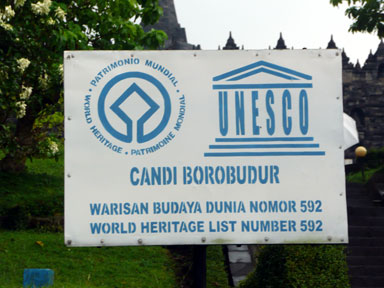 PATRIMONIO MUNDIAL
WORLD HERITAGE
PATRIMOINE MONDIAL
UNESCO
CANDI BOROBUDUR
WARISAN BUDAYA DUNIA NOMOR 592
WORLD HERITAGE LIST NUMBER 592